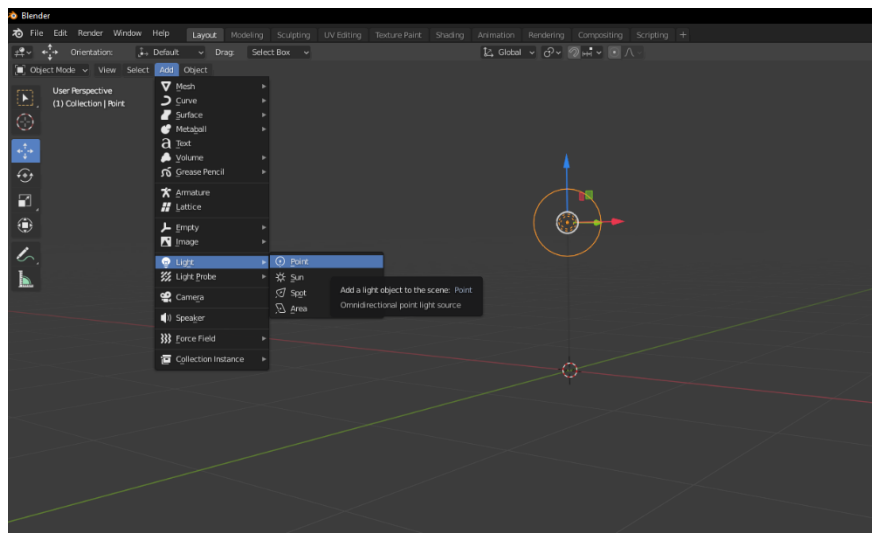 Blender
File Edit Render Window Help Layout Modeling Sculpting UV Editing Texture Paint Shading Animation Rendering Compositing Scripting +
Orientation: Default Drag: Select Box Global
Object Mode View Select Add Object
User Perspective
(1) Collection | Point
Mesh
Curve
Surface
Metaball
Text
Volume
Grease Pencil
Armature
Lattice
Empty
Image
Light
Light Probe
Camera
Speaker
Force Field
Collection Instance
Point
Sun
Spot
Area
Add a light object to the scene: Point
Omnidirectional point light source